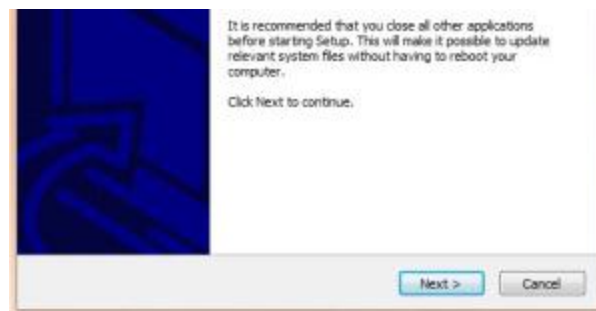 It is recommended that you close all other applications
before starting Setup. This will make it possible to update
relevant system files without having to reboot your
computer.
Click Next to continue.
Next >
Cancel